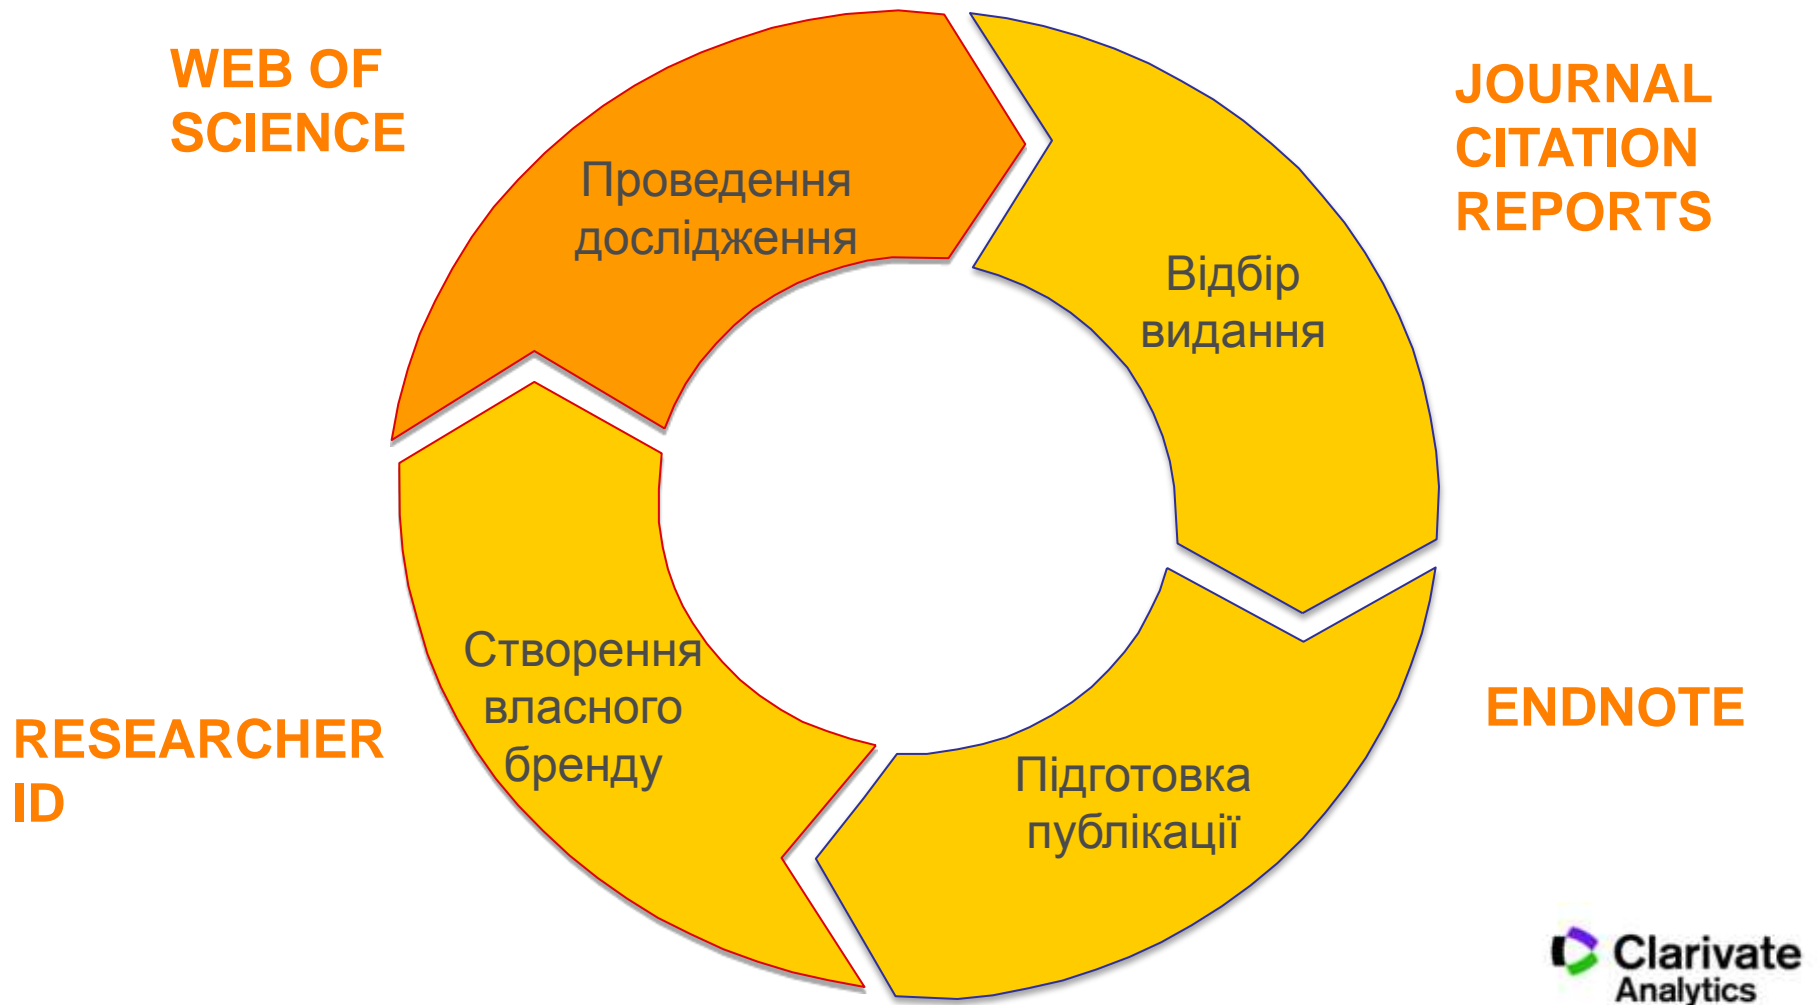 WEB OF
SCIENCE
Проведення
дослідження
JOURNAL
CITATION
REPORTS
Відбір
видання
ENDNOTE
Підготовка
публікації
RESEARCHER
ID
Створення
власного
бренду
Clarivate
Analytics